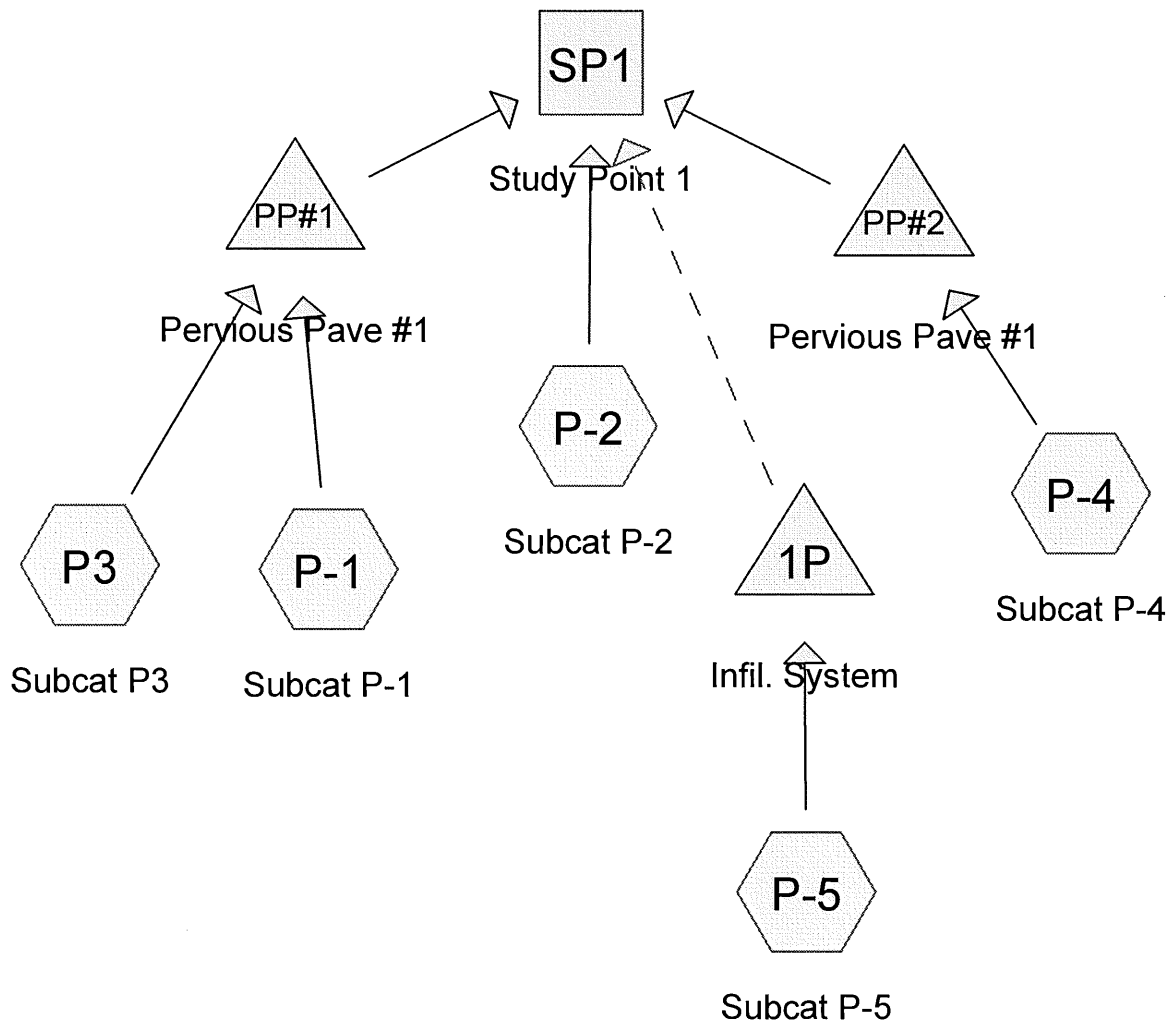 SP1
Study Point 1
PP#1
Pervious Pave #1
PP#2
Pervious Pave #1
P-2
Subcat P-2
P-4
Subcat P-4
P3
Subcat P3
P-1
Subcat P-1
1P
Infil. System
P-5
Subcat P-5